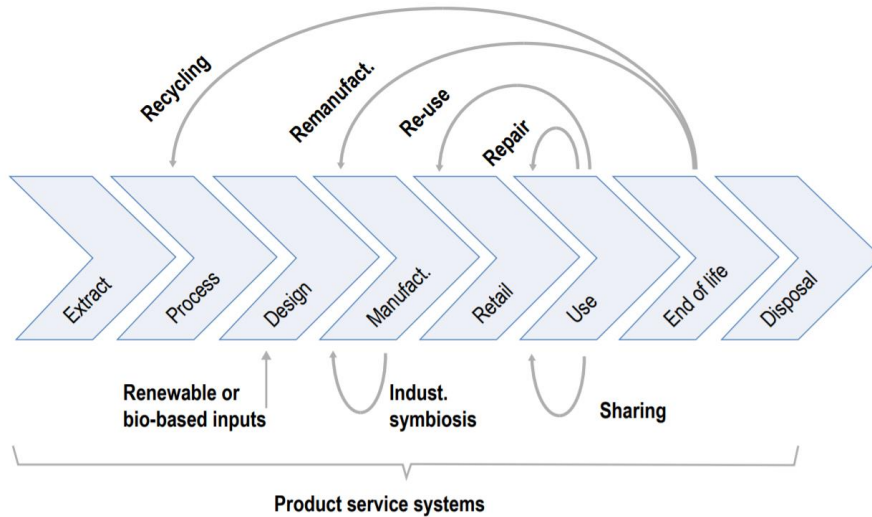 Recycling
Remanufact.
Re-use
Repair
Extract
Process
Design
Manufact.
Retail
Use
End of life
Disposal
Renewable or
bio-based inputs
Indust.
symbiosis
Sharing
Product service systems